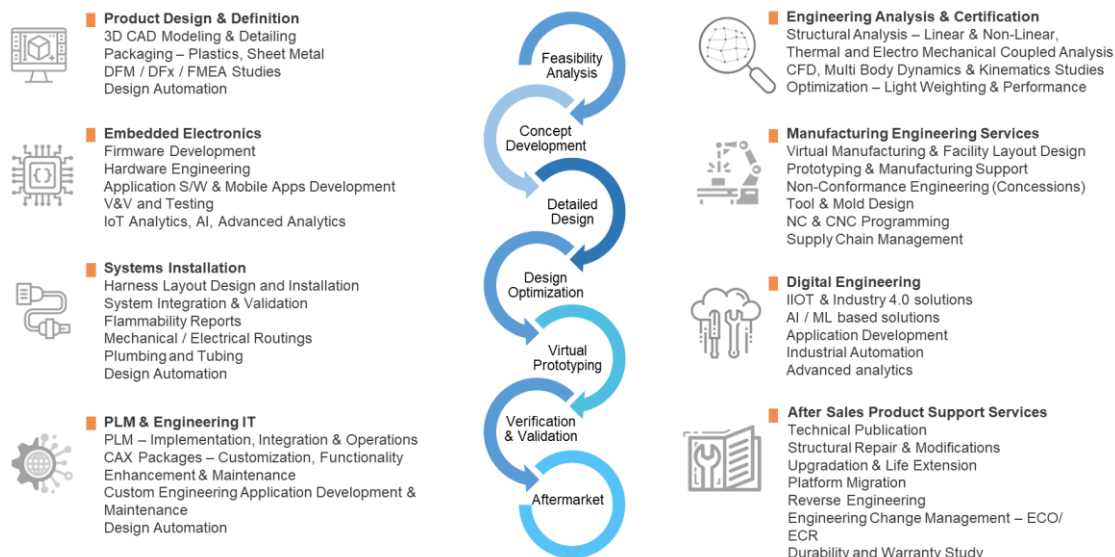 Product Design & Definition
3D CAD Modeling & Detailing
Packaging – Plastics, Sheet Metal
DFM / DFx / FMEA Studies
Design Automation
Embedded Electronics
Firmware Development
Hardware Engineering
Application S/W & Mobile Apps Development
V&V and Testing
IoT Analytics, AI, Advanced Analytics
Systems Installation
Harness Layout Design and Installation
System Integration & Validation
Flammability Reports
Mechanical / Electrical Routings
Plumbing and Tubing
Design Automation
PLM & Engineering IT
PLM – Implementation, Integration & Operations
CAX Packages – Customization, Functionality
Enhancement & Maintenance
Custom Engineering Application Development &
Maintenance
Design Automation
Feasibility
Analysis
Concept
Development
Detailed
Design
Design
Optimization
Virtual
Prototyping
Verification
& Validation
Aftermarket
Engineering Analysis & Certification
Structural Analysis – Linear & Non-Linear,
Thermal and Electro Mechanical Coupled Analysis
CFD, Multi Body Dynamics & Kinematics Studies
Optimization – Light Weighting & Performance
Manufacturing Engineering Services
Virtual Manufacturing & Facility Layout Design
Prototyping & Manufacturing Support
Non-Conformance Engineering (Concessions)
Tool & Mold Design
NC & CNC Programming
Supply Chain Management
Digital Engineering
IIOT & Industry 4.0 solutions
AI / ML based solutions
Application Development
Industrial Automation
Advanced analytics
After Sales Product Support Services
Technical Publication
Structural Repair & Modifications
Upgradation & Life Extension
Platform Migration
Reverse Engineering
Engineering Change Management – ECO/
ECR
Durability and Warranty Study